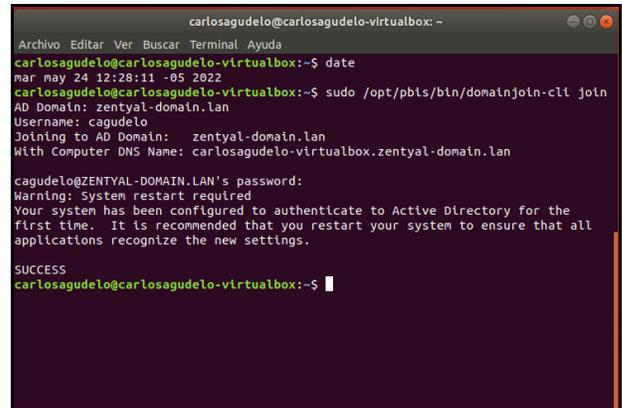 carlosagudelo@carlosagudelo-virtualbox: ~
Archivo Editar Ver Buscar Terminal Ayuda
carlosagudelo@carlosagudelo-virtualbox:~$ date
mar may 24 12:28:11 -05 2022
carlosagudelo@carlosagudelo-virtualbox:~$ sudo /opt/pbis/bin/domainjoin-cli join
AD Domain: zentyal-domain.lan
Username: cagudelo
Joining to AD Domain:   zentyal-domain.lan
With Computer DNS Name: carlosagudelo-virtualbox.zentyal-domain.lan

cagudelo@ZENTYAL-DOMAIN.LAN's password:
Warning: System restart required
Your system has been configured to authenticate to Active Directory for the
first time.  It is recommended that you restart your system to ensure that all
applications recognize the new settings.

SUCCESS
carlosagudelo@carlosagudelo-virtualbox:~$